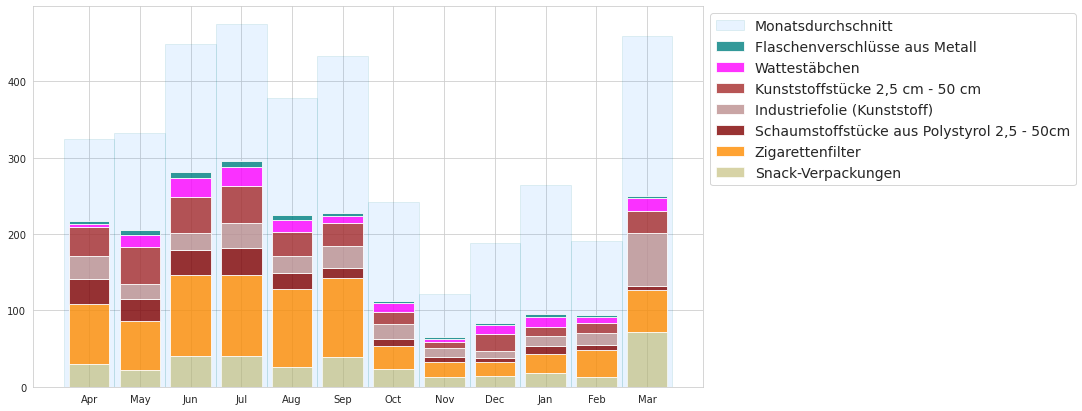 400
300
200
100
0
Apr May Jun Jul Aug Sep Oct Nov Dec Jan Feb Mar
Monatsdurchschnitt
Flaschenverschlüsse aus Metall
Wattestäbchen
Kunststoffstücke 2,5 cm - 50 cm
Industriefolie (Kunststoff)
Schaumstoffstücke aus Polystyrol 2,5 - 50cm
Zigarettenfilter
Snack-Verpackungen